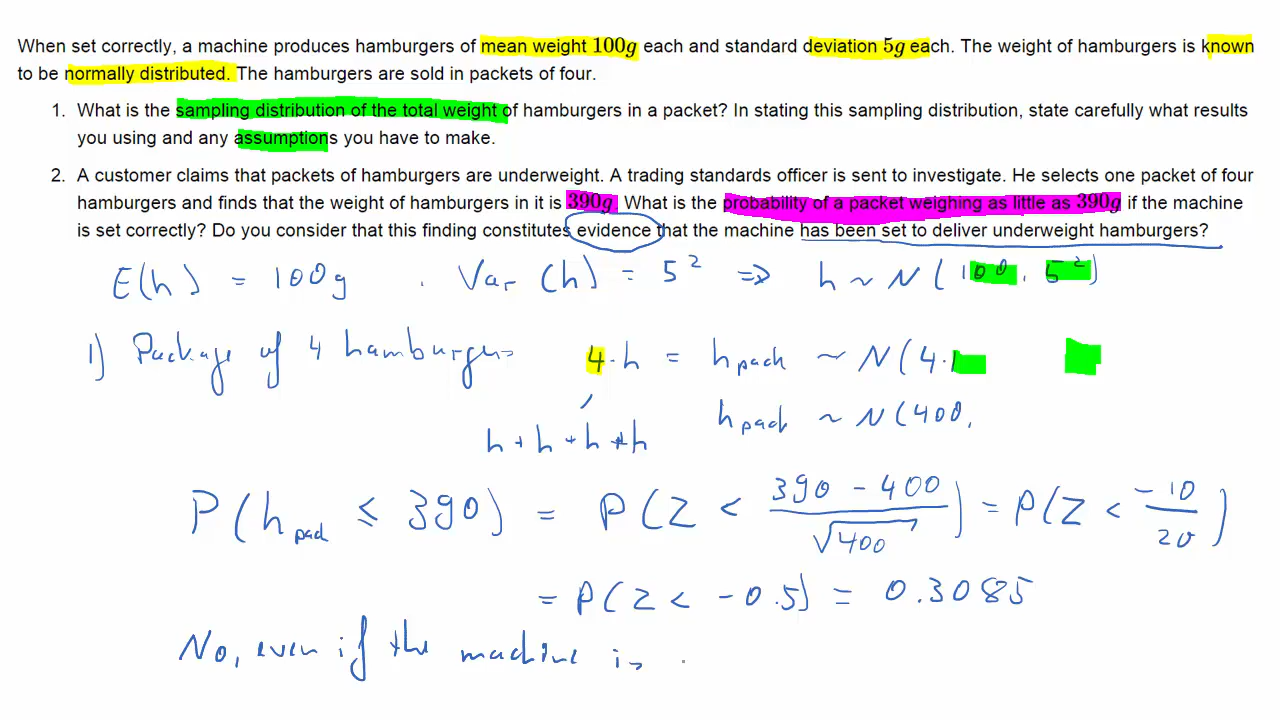 When set correctly, a machine produces hamburgers of mean weight 100g each and standard deviation 5g each. The weight of hamburgers is known
to be normally distributed. The hamburgers are sold in packets of four.
1. What is the sampling distribution of the total weight of hamburgers in a packet? In stating this sampling distribution, state carefully what results
you using and any assumptions you have to make.
2. A customer claims that packets of hamburgers are underweight. A trading standards officer is sent to investigate. He selects one packet of four
hamburgers and finds that the weight of hamburgers in it is 390g. What is the probability of a packet weighing as little as 390g if the machine
is set correctly? Do you consider that this finding constitutes evidence that the machine has been set to deliver underweight hamburgers?
E(h) = 100g . Var(h) = 5² => h ~ N(100, 5²)
1) Package of 4 hamburgers 4·h = h pack ~ N(4·1
h + h + h + h h pack ~ N(400,
P(h pack ≤ 390) = P(Z < (390 - 400)/√400) = P(Z < -10/20)
= P(Z < -0.5) = 0.3085
No, even if the machine is